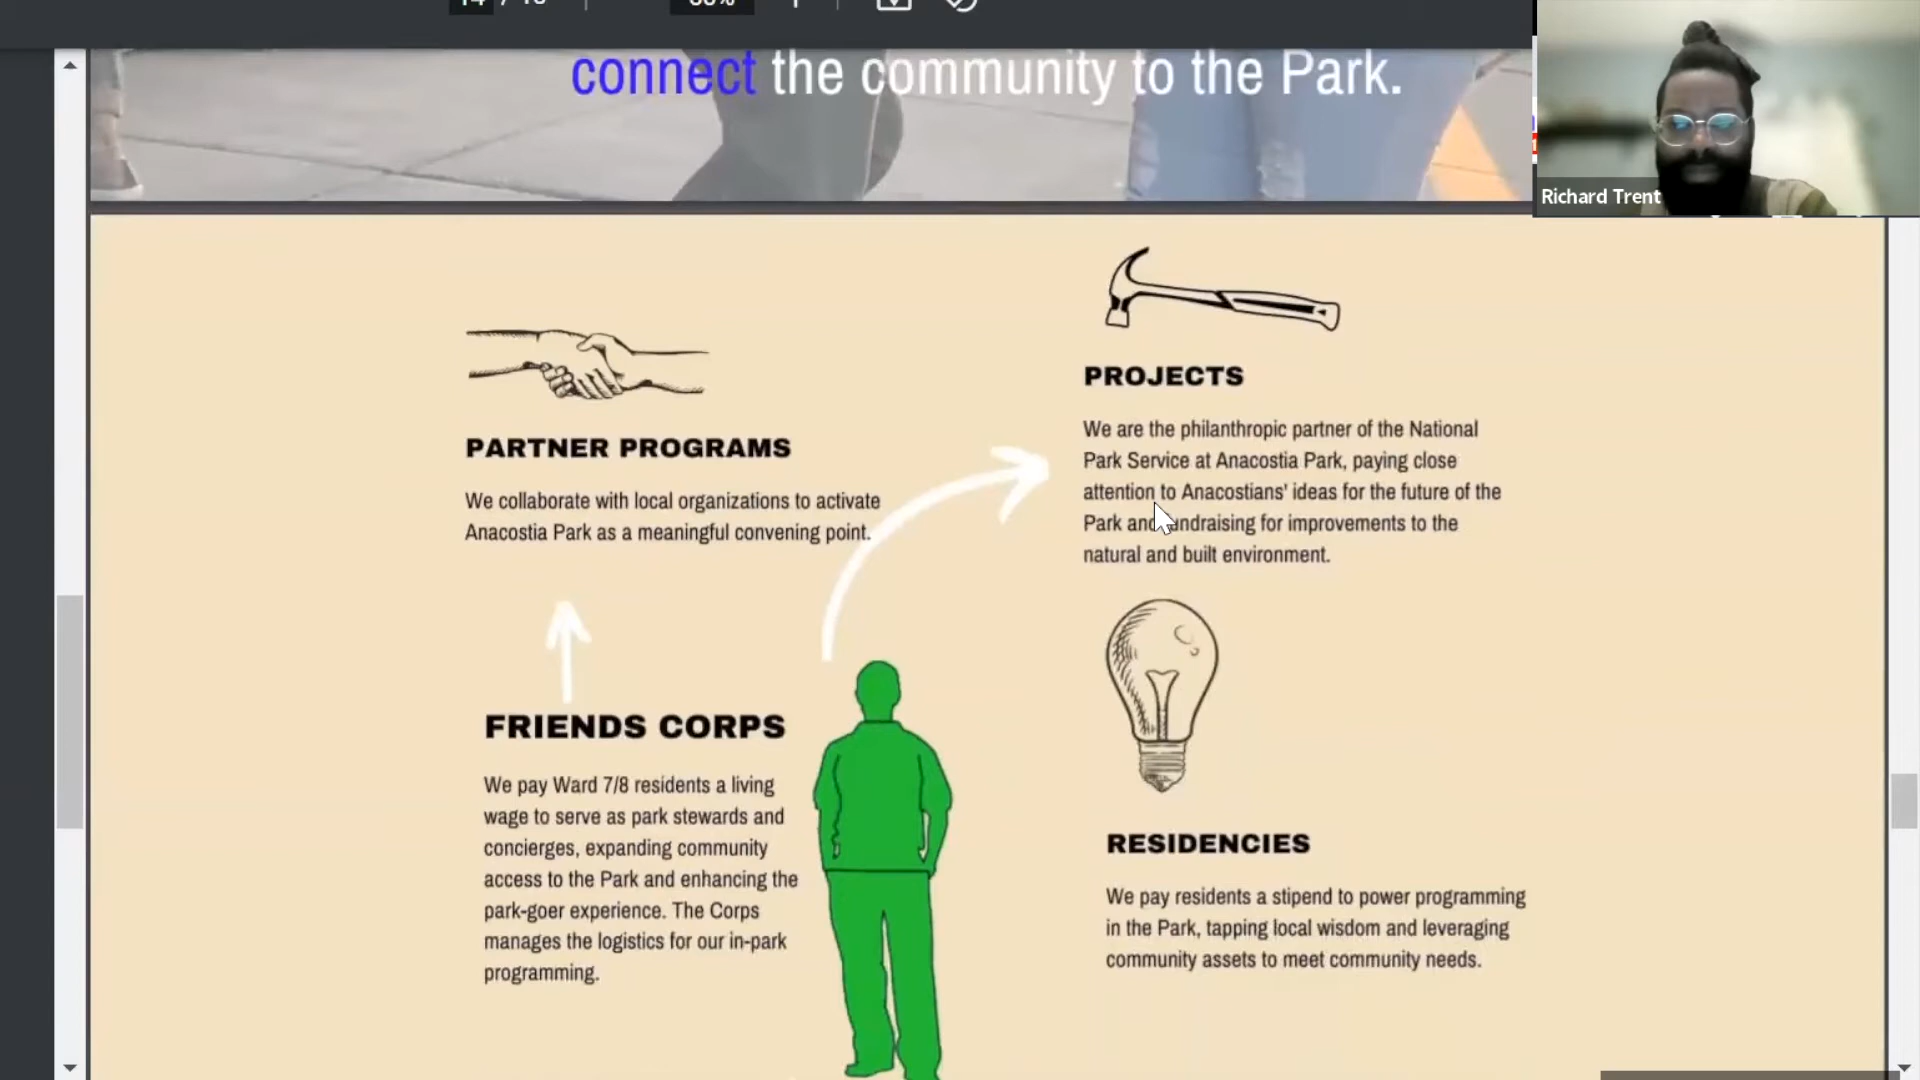 connect the community to the Park.
Richard Trent
PARTNER PROGRAMS
We collaborate with local organizations to activate
Anacostia Park as a meaningful convening point.
PROJECTS
We are the philanthropic partner of the National
Park Service at Anacostia Park, paying close
attention to Anacostians' ideas for the future of the
Park and fundraising for improvements to the
natural and built environment.
FRIENDS CORPS
We pay Ward 7/8 residents a living
wage to serve as park stewards and
concierges, expanding community
access to the Park and enhancing the
park-goer experience. The Corps
manages the logistics for our in-park
programming.
RESIDENCIES
We pay residents a stipend to power programming
in the Park, tapping local wisdom and leveraging
community assets to meet community needs.